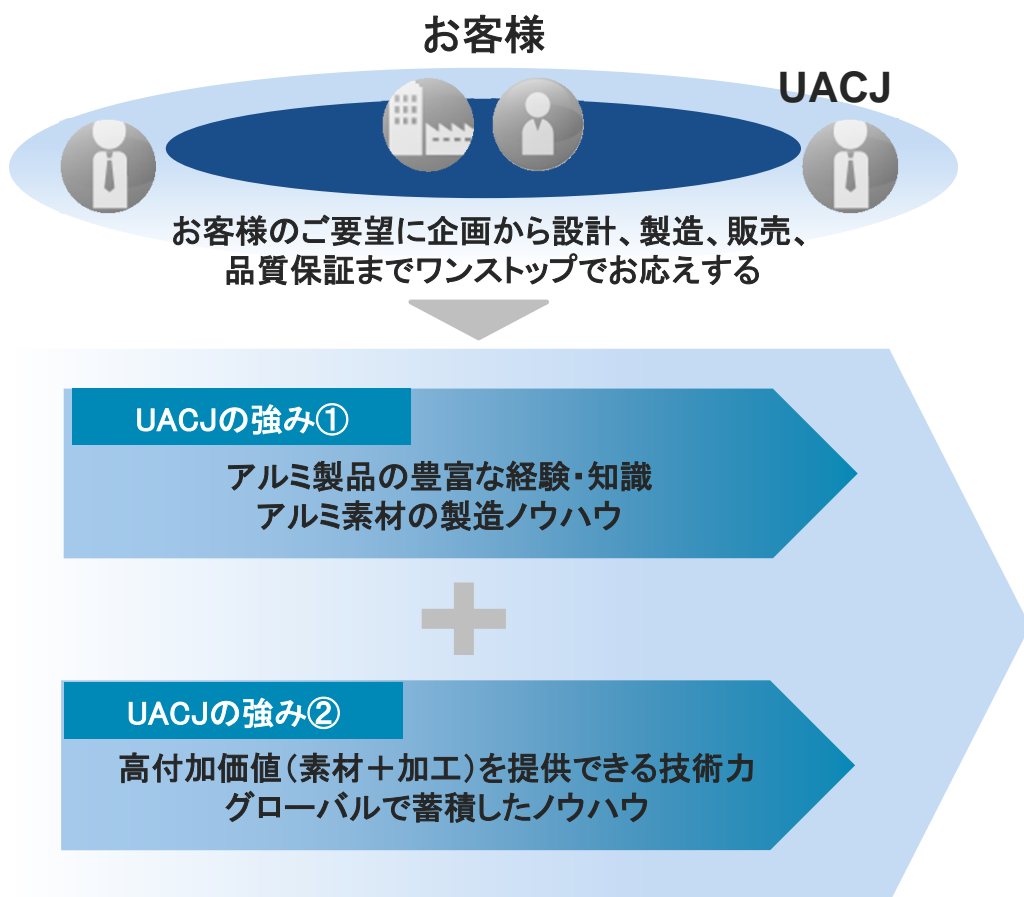 お客様
UACJ
お客様のご要望に企画から設計、製造、販売、
品質保証までワンストップでお応えする
UACJの強み①
アルミ製品の豊富な経験・知識
アルミ素材の製造ノウハウ
UACJの強み②
高付加価値（素材＋加工）を提供できる技術力
グローバルで蓄積したノウハウ